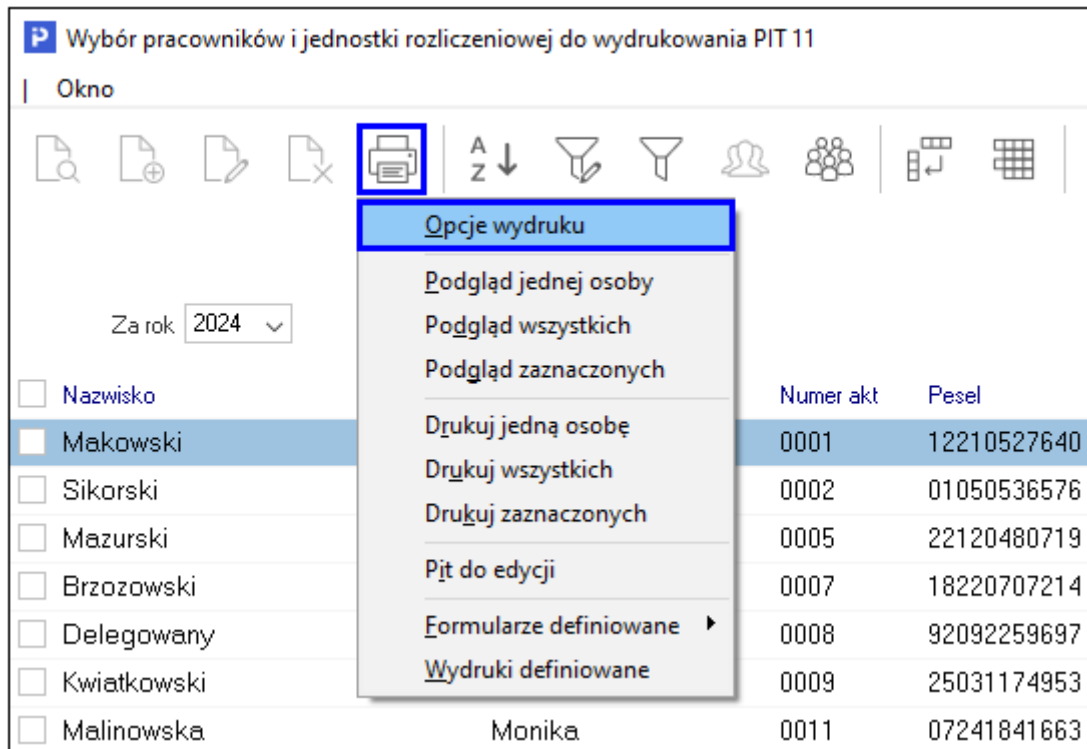 Wybór pracowników i jednostki rozliczeniowej do wydrukowania PIT 11
| Okno
A Z
Opcje wydruku
Podgląd jednej osoby
Podgląd wszystkich
Podgląd zaznaczonych
Drukuj jedną osobę
Drukuj wszystkich
Drukuj zaznaczonych
Pit do edycji
Formularze definiowane
Wydruki definiowane
Za rok 2024
Nazwisko Numer akt Pesel
Makowski 0001 12210527640
Sikorski 0002 01050536576
Mazurski 0005 22120480719
Brzozowski 0007 18220707214
Delegowany 0008 92092259697
Kwiatkowski 0009 25031174953
Malinowska Monika 0011 07241841663